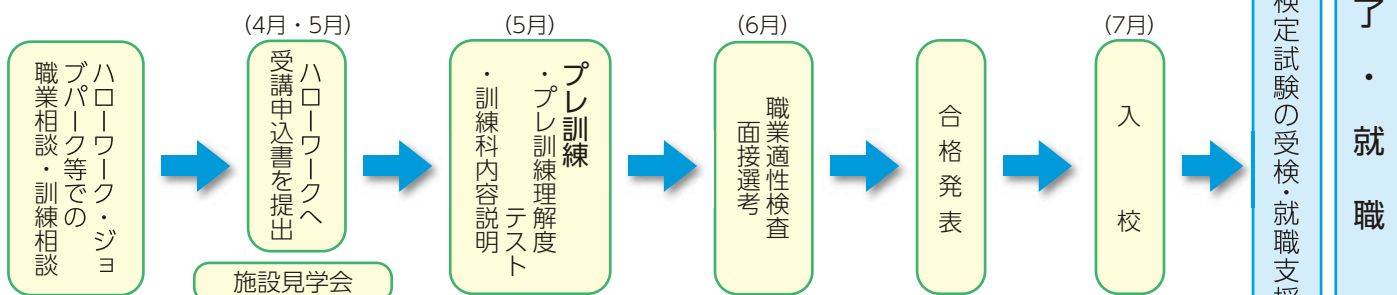 ハローワーク・ジョ
ブパーク等での
職業相談・訓練相談
(4月・5月)
ハローワークへ
受講申込書を提出
施設見学会
(5月)
プレ訓練
・プレ訓練理解度
テスト
・訓練科内容説明
(6月)
職業適性検査
面接選考
合格発表
(7月)
入校
検定試験の受検・就職支援
了・就職